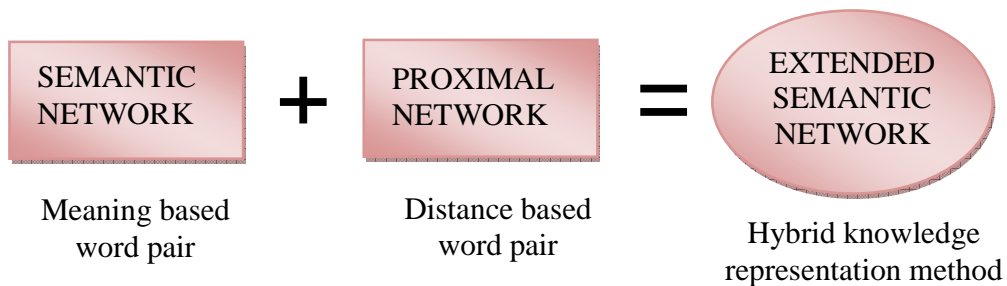 SEMANTIC
NETWORK
+
PROXIMAL
NETWORK
=
EXTENDED
SEMANTIC
NETWORK
Meaning based
word pair
Distance based
word pair
Hybrid knowledge
representation method